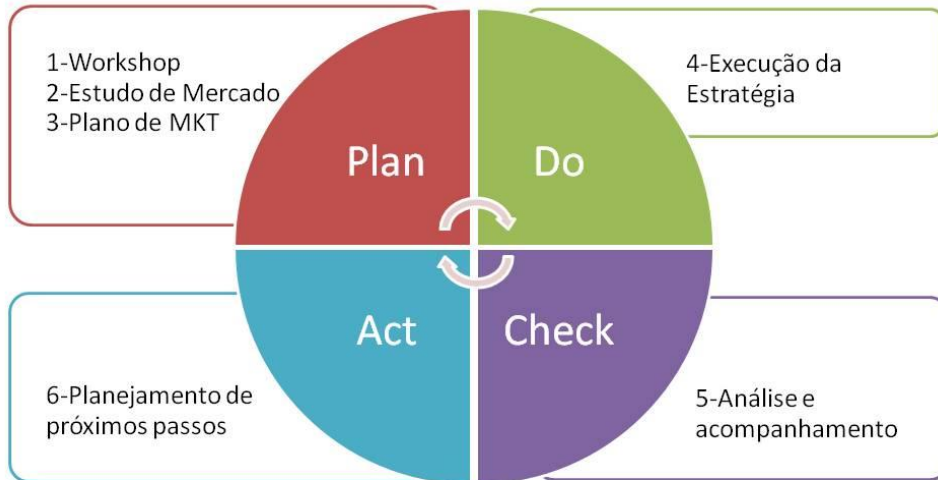 1-Workshop
2-Estudo de Mercado
3-Plano de MKT
Plan
Do
4-Execução da
Estratégia
Act
Check
6-Planejamento de
próximos passos
5-Análise e
acompanhamento